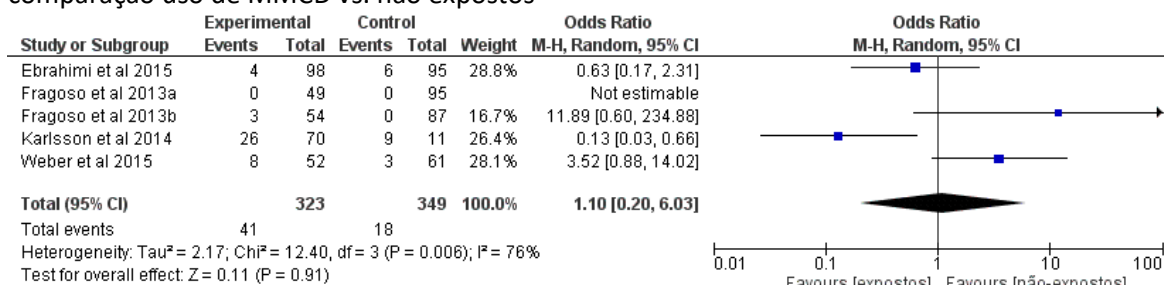 comparação uso de MMCD vs. não expostos
Experimental Control Odds Ratio Odds Ratio
Study or Subgroup Events Total Events Total Weight M-H, Random, 95% CI M-H, Random, 95% CI
Ebrahimi et al 2015 4 98 6 95 28.8% 0.63 [0.17, 2.31]
Fragoso et al 2013a 0 49 0 95 Not estimable
Fragoso et al 2013b 3 54 0 87 16.7% 11.89 [0.60, 234.88]
Karlsson et al 2014 26 70 9 11 26.4% 0.13 [0.03, 0.66]
Weber et al 2015 8 52 3 61 28.1% 3.52 [0.88, 14.02]
Total (95% CI) 323 349 100.0% 1.10 [0.20, 6.03]
Total events 41 18
Heterogeneity: Tau² = 2.17; Chi² = 12.40, df = 3 (P = 0.006); I² = 76%
Test for overall effect: Z = 0.11 (P = 0.91)
0.01 0.1 1 10 100
Favours [expostos] Favours [não-expostos]